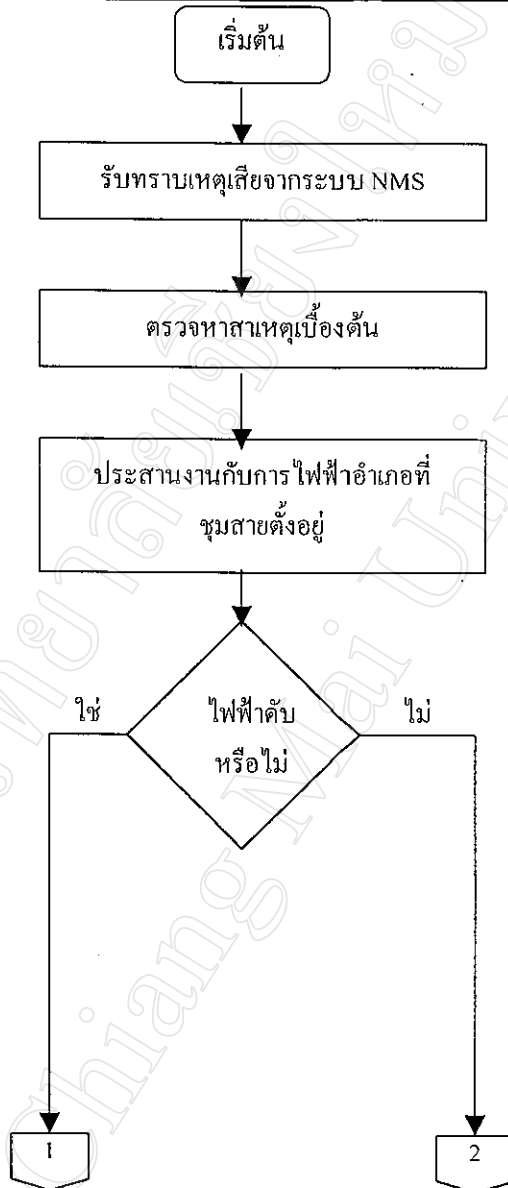 เริ่มต้น
รับทราบเหตุเสียจากระบบ NMS
ตรวจหาสาเหตุเบื้องต้น
ประสานงานกับการไฟฟ้าอำเภอที่
ชุมสายตั้งอยู่
ใช่
ไฟฟ้าดับ
หรือไม่
ไม่
1
2
Chiang Mai Uni